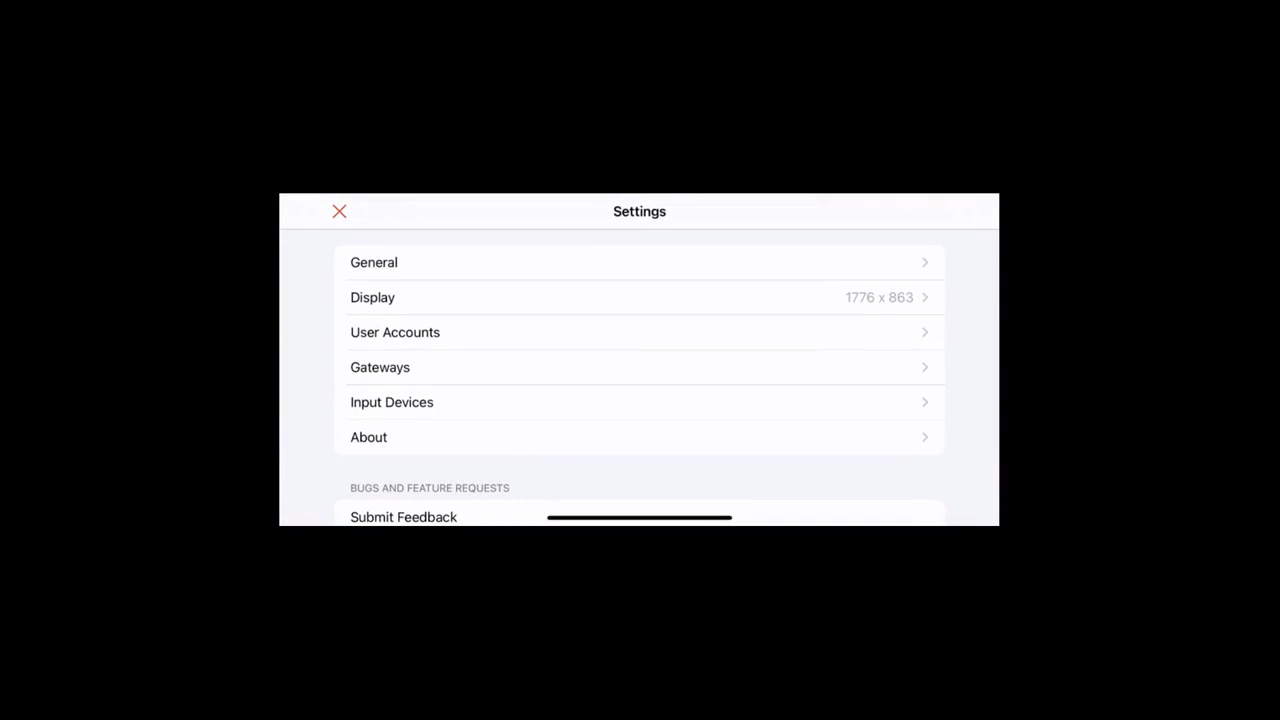 Settings
General
Display 1776 x 863
User Accounts
Gateways
Input Devices
About
BUGS AND FEATURE REQUESTS
Submit Feedback